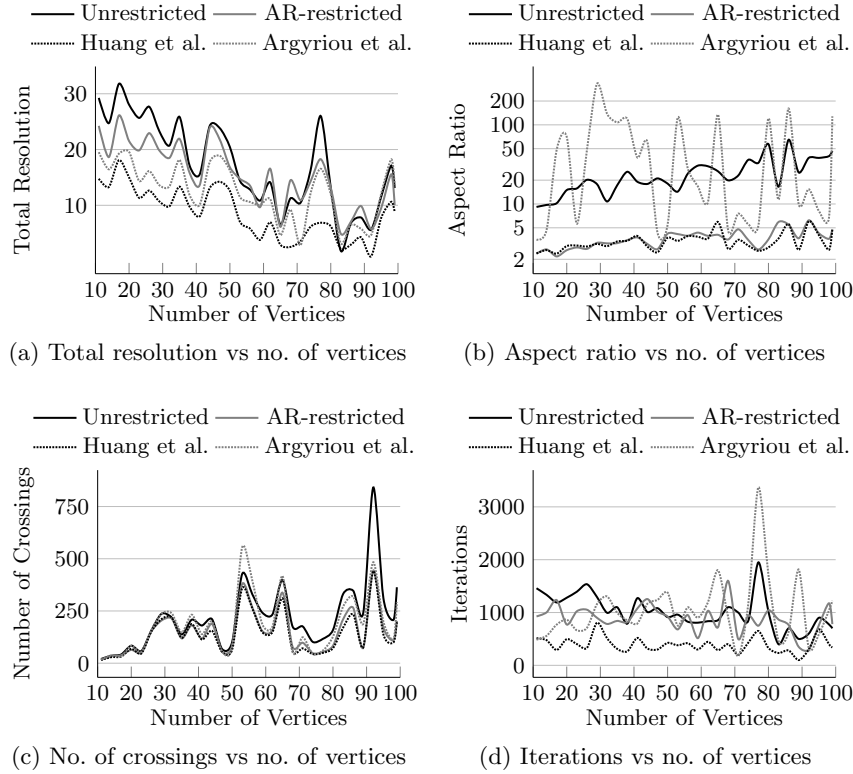 Unrestricted AR-restricted
Huang et al. Argyriou et al.
Total Resolution
30
20
10
10 20 30 40 50 60 70 80 90 100
Number of Vertices
(a) Total resolution vs no. of vertices
Unrestricted AR-restricted
Huang et al. Argyriou et al.
Aspect Ratio
200
100
50
20
10
5
2
10 20 30 40 50 60 70 80 90 100
Number of Vertices
(b) Aspect ratio vs no. of vertices
Unrestricted AR-restricted
Huang et al. Argyriou et al.
Number of Crossings
750
500
250
0
10 20 30 40 50 60 70 80 90 100
Number of Vertices
(c) No. of crossings vs no. of vertices
Unrestricted AR-restricted
Huang et al. Argyriou et al.
Iterations
3000
2000
1000
0
10 20 30 40 50 60 70 80 90 100
Number of Vertices
(d) Iterations vs no. of vertices